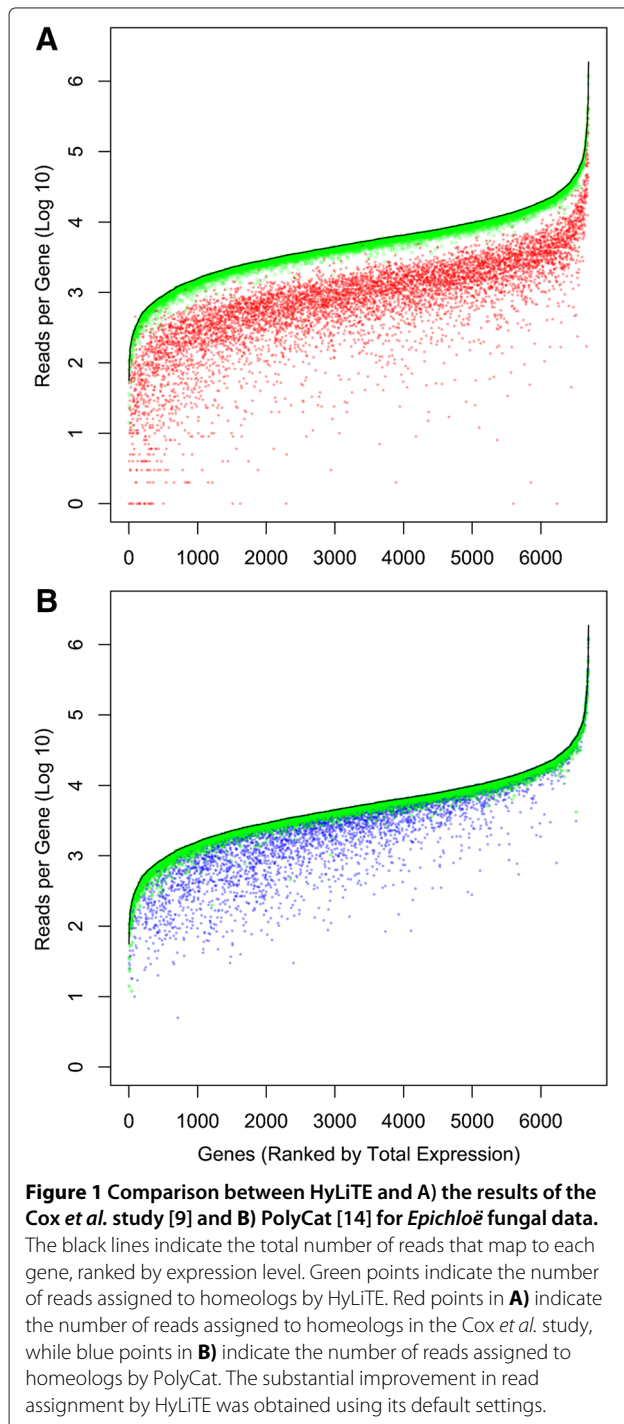 A
6
5
4
3
2
1
0
Reads per Gene (Log 10)
0 1000 2000 3000 4000 5000 6000
B
6
5
4
3
2
1
0
Reads per Gene (Log 10)
0 1000 2000 3000 4000 5000 6000
Genes (Ranked by Total Expression)
Figure 1 Comparison between HyLiTE and A) the results of the
Cox et al. study [9] and B) PolyCat [14] for Epichloë fungal data.
The black lines indicate the total number of reads that map to each
gene, ranked by expression level. Green points indicate the number
of reads assigned to homeologs by HyLiTE. Red points in A) indicate
the number of reads assigned to homeologs in the Cox et al. study,
while blue points in B) indicate the number of reads assigned to
homeologs by PolyCat. The substantial improvement in read
assignment by HyLiTE was obtained using its default settings.